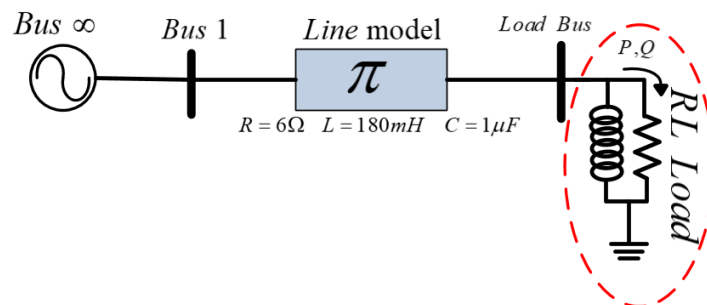 Bus ∞
Bus 1
Line model
Load Bus
P,Q
π
R = 6Ω L = 180mH C = 1μF
RL Load